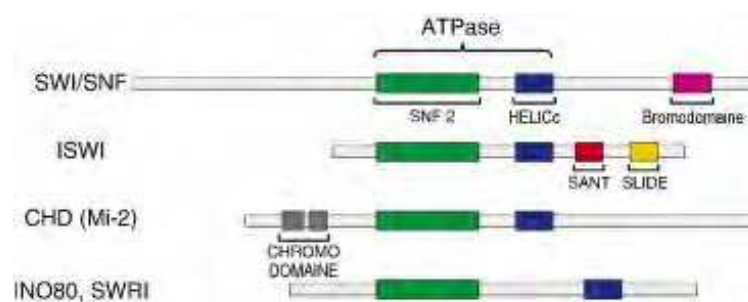 ATPase
SWI/SNF
SNF 2
HELICc
Bromodomaine
ISWI
SANT
SLIDE
CHD (Mi-2)
CHROMO
DOMAINE
INO80, SWRI